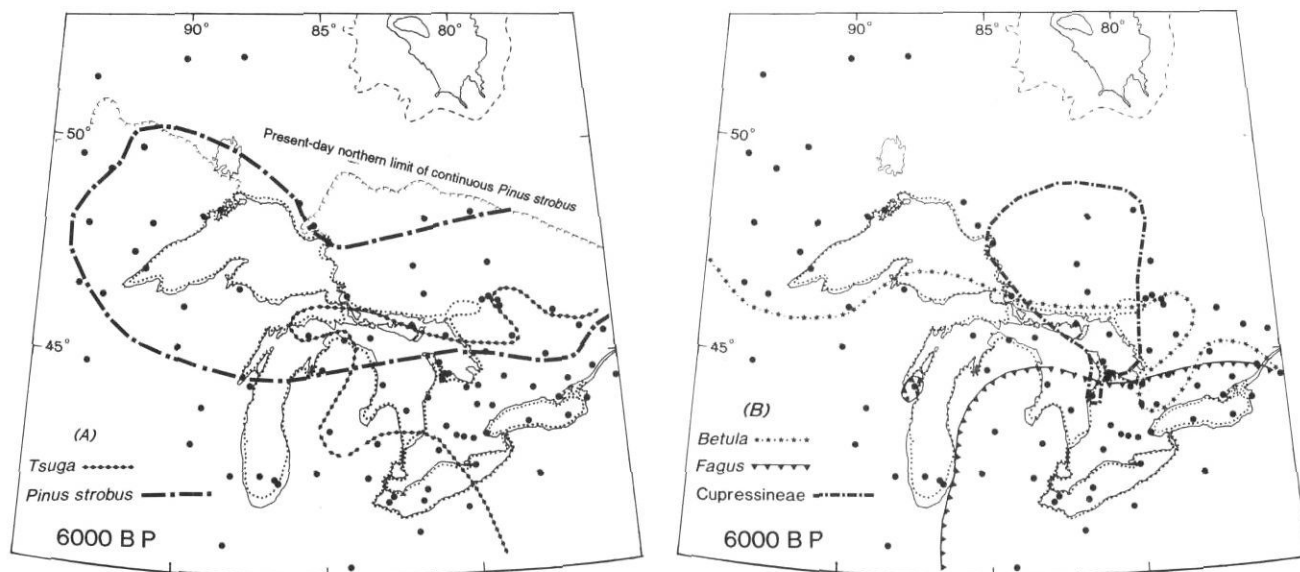 90°
85°
80°
50°
Present-day northern limit of continuous Pinus strobus
45°
(A)
Tsuga
Pinus strobus
6000 B P
90°
85°
80°
50°
45°
(B)
Betula
Fagus
Cupressineae
6000 B P